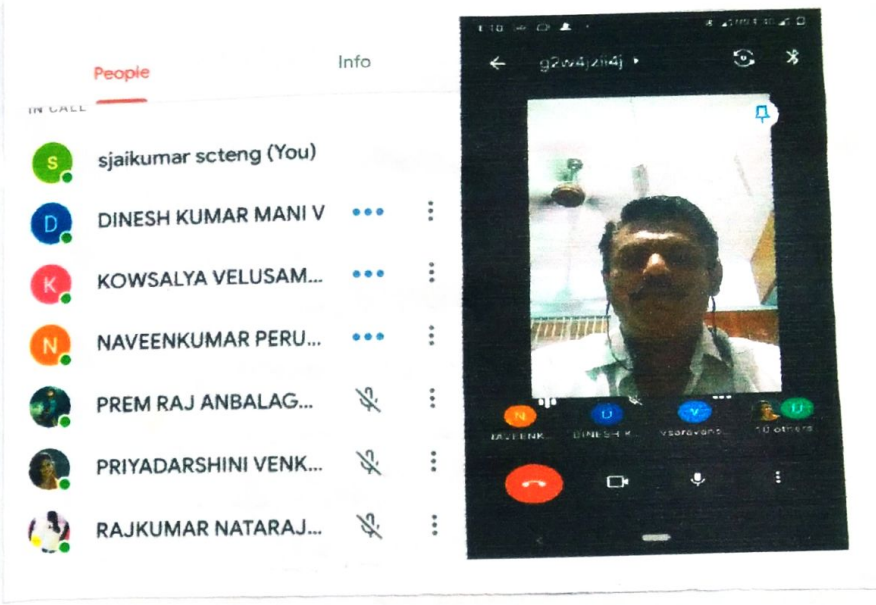 People
Info
IN CALL
S
sjaikumar scteng (You)
D
DINESH KUMAR MANI V
K
KOWSALYA VELUSAM...
N
NAVEENKUMAR PERU...
PREM RAJ ANBALAG...
PRIYADARSHINI VENK...
RAJKUMAR NATARAJ...
N
D
V
U
DINESH K...
10 others